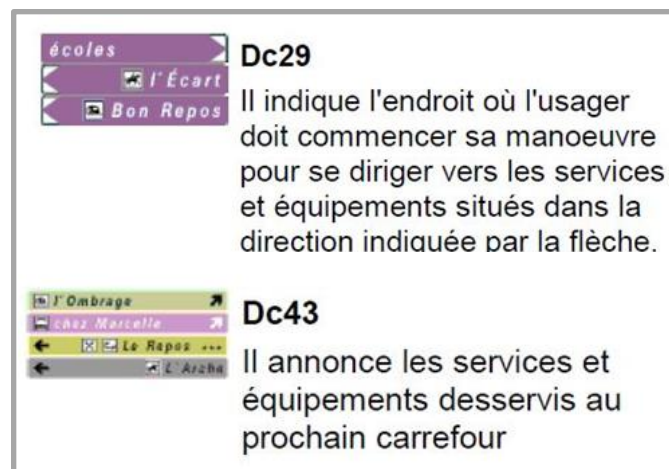 écoles
l'Écart
Bon Repos
Dc29
Il indique l'endroit où l'usager
doit commencer sa manoeuvre
pour se diriger vers les services
et équipements situés dans la
direction indiquée par la flèche.
l'Ombrage
chez Marcelle
Le Repos ***
L'Archa
Dc43
Il annonce les services et
équipements desservis au
prochain carrefour